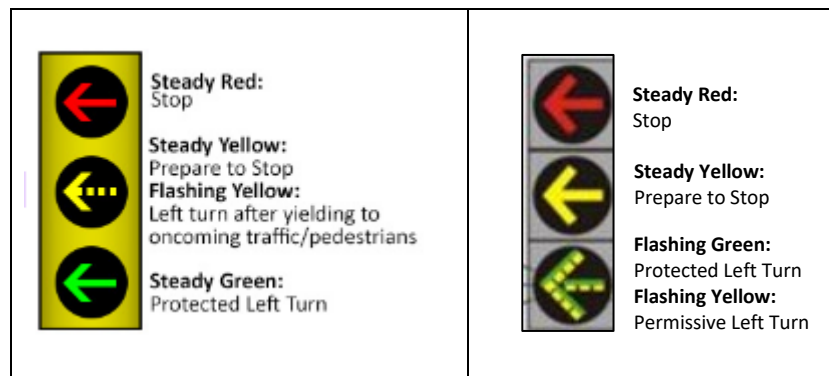 Steady Red:
Stop
Steady Yellow:
Prepare to Stop
Flashing Yellow:
Left turn after yielding to
oncoming traffic/pedestrians
Steady Green:
Protected Left Turn
Steady Red:
Stop
Steady Yellow:
Prepare to Stop
Flashing Green:
Protected Left Turn
Flashing Yellow:
Permissive Left Turn